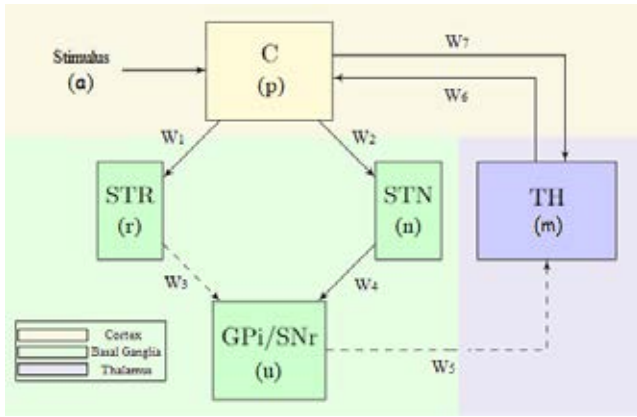 C
(p)
Stimulus
(a)
W₇
W₆
W₁
W₂
STR
(r)
STN
(n)
TH
(m)
W₃
W₄
GPi/SNr
(u)
W₅
Cortex
Basal Ganglia
Thalamus